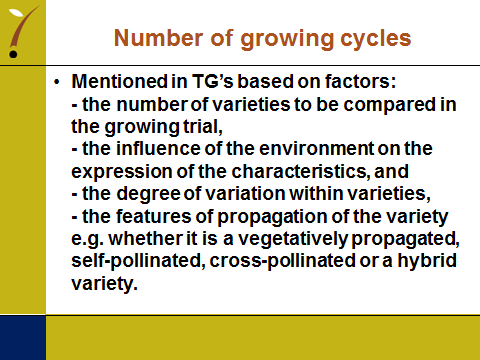 Number of growing cycles
• Mentioned in TG's based on factors:
- the number of varieties to be compared in
the growing trial,
- the influence of the environment on the
expression of the characteristics, and
- the degree of variation within varieties,
- the features of propagation of the variety
e.g. whether it is a vegetatively propagated,
self-pollinated, cross-pollinated or a hybrid
variety.